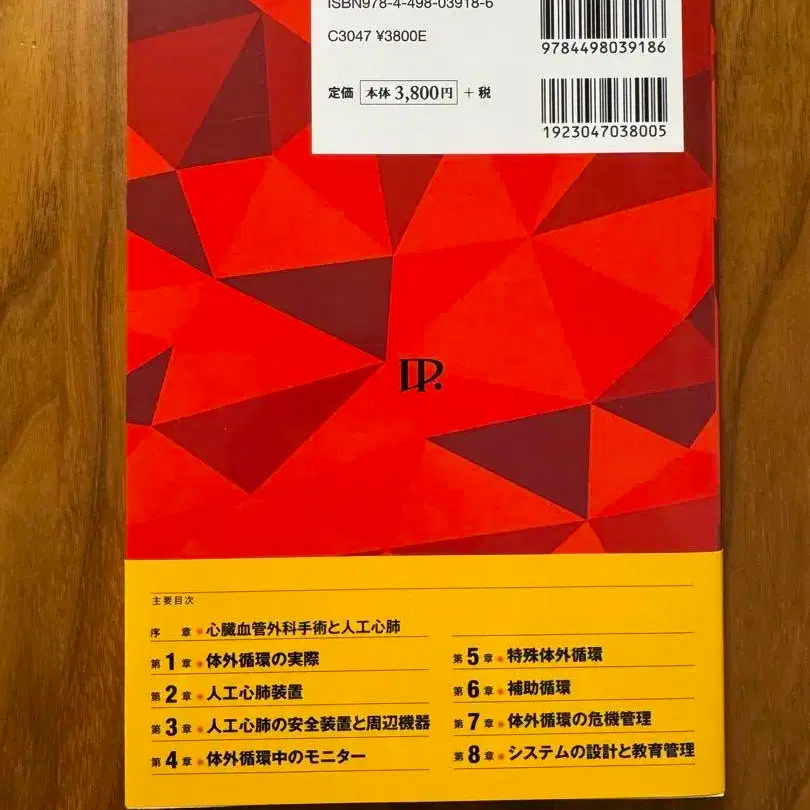 ISBN978-4-498-03918-6
C3047 ¥3800E
9784498039186
定価 本体 3,800円 + 税
1923047038005
主要目次
序 章 心臓血管外科手術と人工心肺
第1章 体外循環の実際
第2章 人工心肺装置
第3章 人工心肺の安全装置と周辺機器
第4章 体外循環中のモニター
第5章 特殊体外循環
第6章 補助循環
第7章 体外循環の危機管理
第8章 システムの設計と教育管理